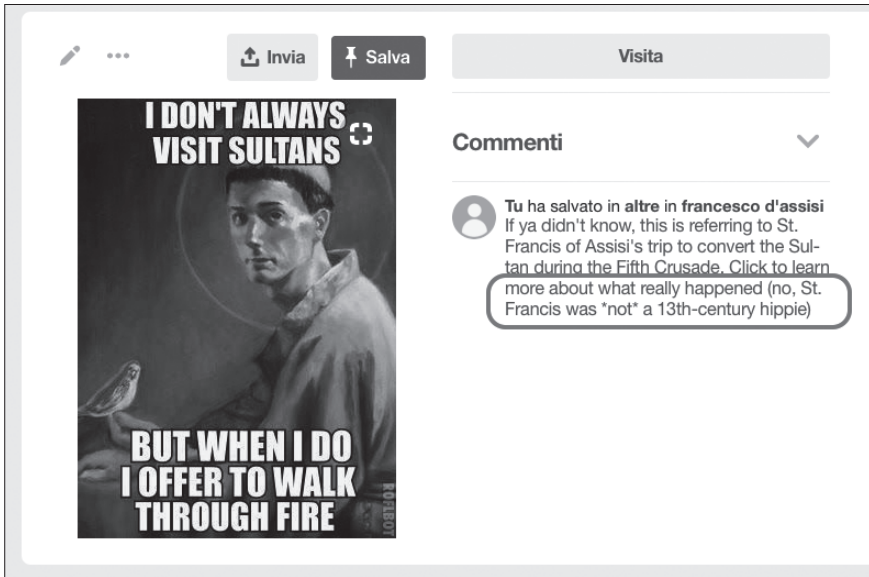 Invia
Salva
Visita
I DON'T ALWAYS
VISIT SULTANS
BUT WHEN I DO
I OFFER TO WALK
THROUGH FIRE
ROFLBOT
Commenti
Tu ha salvato in altre in francesco d'assisi
If ya didn't know, this is referring to St.
Francis of Assisi's trip to convert the Sul-
tan during the Fifth Crusade. Click to learn
more about what really happened (no, St.
Francis was *not* a 13th-century hippie)